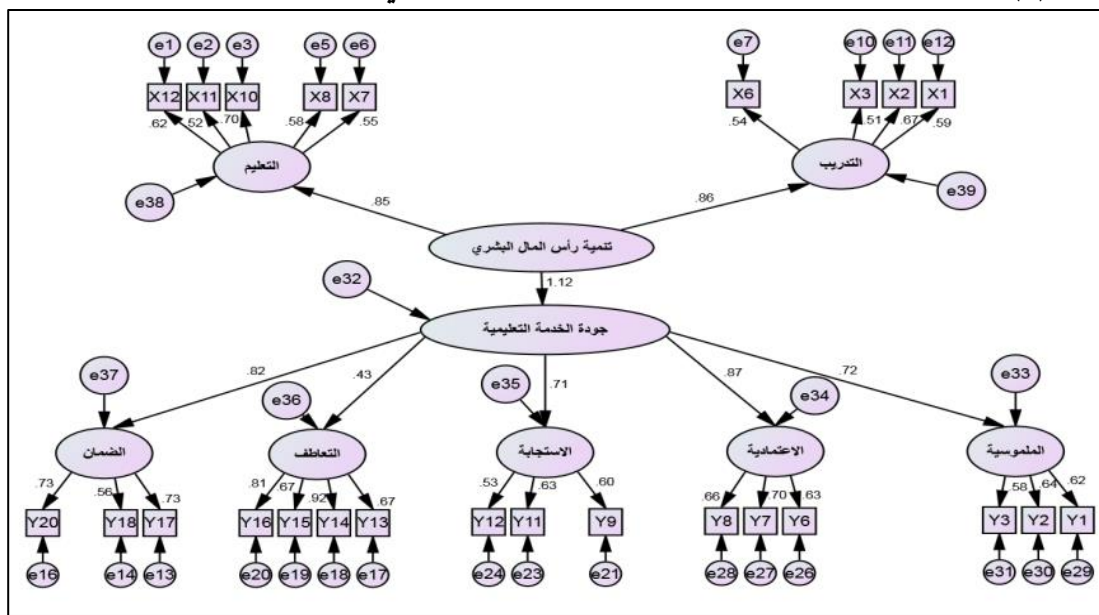 e1 e2 e3 e5 e6 e7 e10 e11 e12
X12 X11 X10 X8 X7 X6 X3 X2 X1
.62 .52 .70 .58 .55 .54 .51 .67 .59
التعليم التدريب
e38 e39
.85 .86
تنمية رأس المال البشري
e32 1.12
جودة الخدمة التعليمية
e37 .82 e36 .43 e35 .71 .87 e34 .72 e33
الضمان التعاطف الاستجابة الاعتمادية الملموسية
.73 .56 .73 .81 .67 .92 .67 .53 .63 .60 .66 .70 .63 .58 .64 .62
Y20 Y18 Y17 Y16 Y15 Y14 Y13 Y12 Y11 Y9 Y8 Y7 Y6 Y3 Y2 Y1
e16 e14 e13 e20 e19 e18 e17 e24 e23 e21 e28 e27 e26 e31 e30 e29